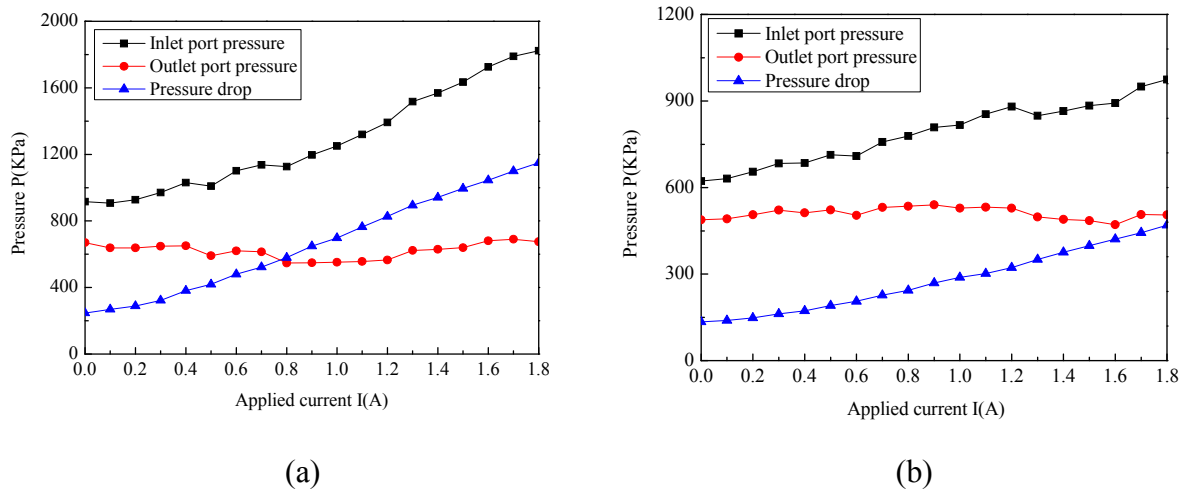 2000
1600
1200
800
400
0
Pressure P(KPa)
Inlet port pressure
Outlet port pressure
Pressure drop
0.0 0.2 0.4 0.6 0.8 1.0 1.2 1.4 1.6 1.8
Applied current I(A)
(a)
1200
900
600
300
0
Pressure P(KPa)
Inlet port pressure
Outlet port pressure
Pressure drop
0.0 0.2 0.4 0.6 0.8 1.0 1.2 1.4 1.6 1.8
Applied current I(A)
(b)